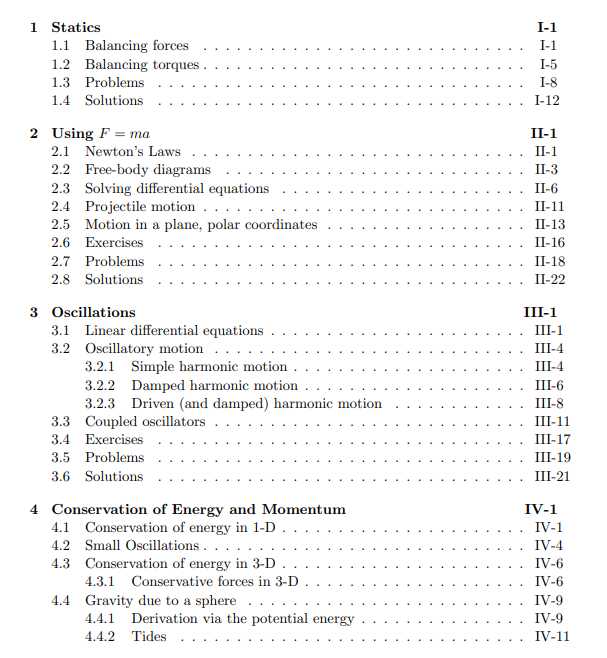 1 Statics I-1
1.1 Balancing forces . . . . . . . . . . . . . . . . . . . . . . . . . . . . . I-1
1.2 Balancing torques . . . . . . . . . . . . . . . . . . . . . . . . . . . . . I-5
1.3 Problems . . . . . . . . . . . . . . . . . . . . . . . . . . . . . . . . I-8
1.4 Solutions . . . . . . . . . . . . . . . . . . . . . . . . . . . . . . . . I-12
2 Using F = ma II-1
2.1 Newton's Laws . . . . . . . . . . . . . . . . . . . . . . . . . . . . . . II-1
2.2 Free-body diagrams . . . . . . . . . . . . . . . . . . . . . . . . . . . . II-3
2.3 Solving differential equations . . . . . . . . . . . . . . . . . . . . . . II-6
2.4 Projectile motion . . . . . . . . . . . . . . . . . . . . . . . . . . . . . II-11
2.5 Motion in a plane, polar coordinates . . . . . . . . . . . . . . . . . . II-13
2.6 Exercises . . . . . . . . . . . . . . . . . . . . . . . . . . . . . . . . II-16
2.7 Problems . . . . . . . . . . . . . . . . . . . . . . . . . . . . . . . . II-18
2.8 Solutions . . . . . . . . . . . . . . . . . . . . . . . . . . . . . . . . II-22
3 Oscillations III-1
3.1 Linear differential equations . . . . . . . . . . . . . . . . . . . . . . . III-1
3.2 Oscillatory motion . . . . . . . . . . . . . . . . . . . . . . . . . . . . III-4
3.2.1 Simple harmonic motion . . . . . . . . . . . . . . . . . . . . . . III-4
3.2.2 Damped harmonic motion . . . . . . . . . . . . . . . . . . . . . III-6
3.2.3 Driven (and damped) harmonic motion . . . . . . . . . . . . III-8
3.3 Coupled oscillators . . . . . . . . . . . . . . . . . . . . . . . . . . . . III-11
3.4 Exercises . . . . . . . . . . . . . . . . . . . . . . . . . . . . . . . . III-17
3.5 Problems . . . . . . . . . . . . . . . . . . . . . . . . . . . . . . . . III-19
3.6 Solutions . . . . . . . . . . . . . . . . . . . . . . . . . . . . . . . . III-21
4 Conservation of Energy and Momentum IV-1
4.1 Conservation of energy in 1-D . . . . . . . . . . . . . . . . . . . . . . IV-1
4.2 Small Oscillations . . . . . . . . . . . . . . . . . . . . . . . . . . . . . IV-4
4.3 Conservation of energy in 3-D . . . . . . . . . . . . . . . . . . . . . . IV-6
4.3.1 Conservative forces in 3-D . . . . . . . . . . . . . . . . . . . . . IV-6
4.4 Gravity due to a sphere . . . . . . . . . . . . . . . . . . . . . . . . . IV-9
4.4.1 Derivation via the potential energy . . . . . . . . . . . . . . . IV-9
4.4.2 Tides . . . . . . . . . . . . . . . . . . . . . . . . . . . . . . IV-11